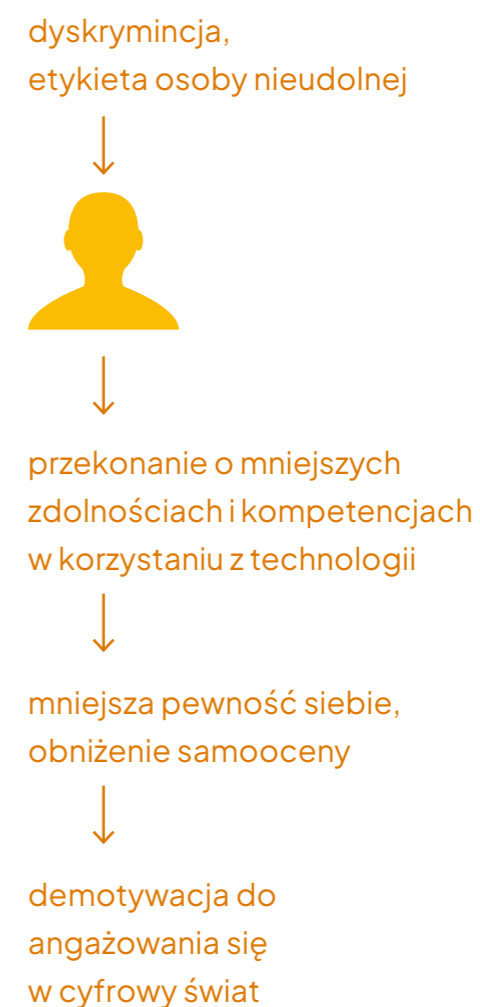 dyskrymincja,
etykieta osoby nieudolnej
przekonanie o mniejszych
zdolnościach i kompetencjach
w korzystaniu z technologii
mniejsza pewność siebie,
obniżenie samooceny
demotywacja do
angażowania się
w cyfrowy świat